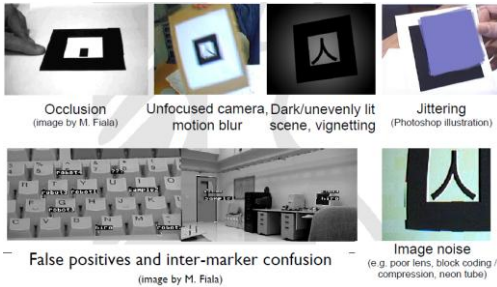 Occlusion
(image by M. Fiala)
Unfocused camera,
motion blur
Dark/unevenly lit
scene, vignetting
Jittering
(Photoshop illustration)
False positives and inter-marker confusion
(image by M. Fiala)
Image noise
(e.g. poor lens, block coding /
compression, neon tube)